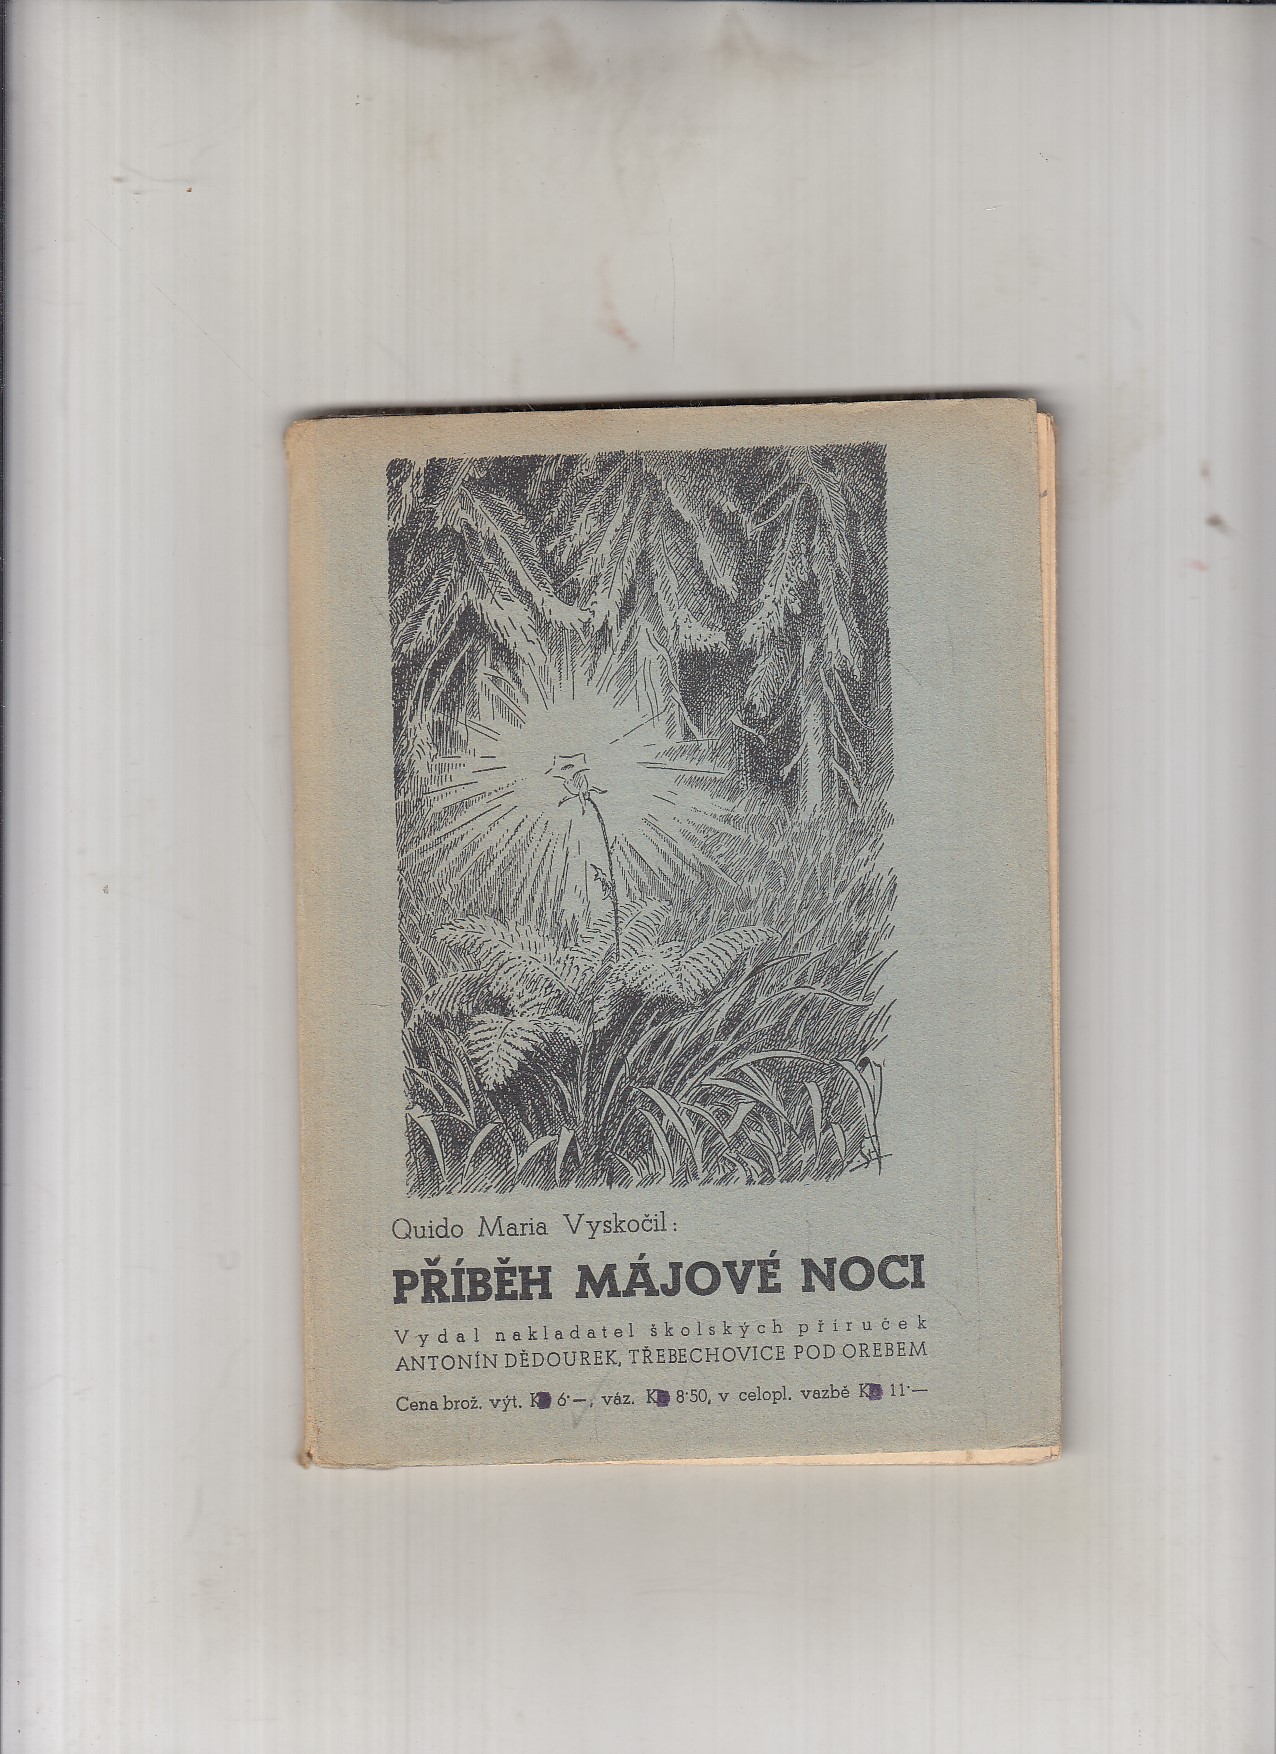 Quido Maria Vyskočil:
PŘÍBĚH MÁJOVÉ NOCI
Vydal nakladatel školských příruček
ANTONÍN DĚDOUREK, TŘEBECHOVICE POD OREBEM
Cena brož. výt. K 6·—, váz. K 8·50, v celopl. vazbě K 11·—